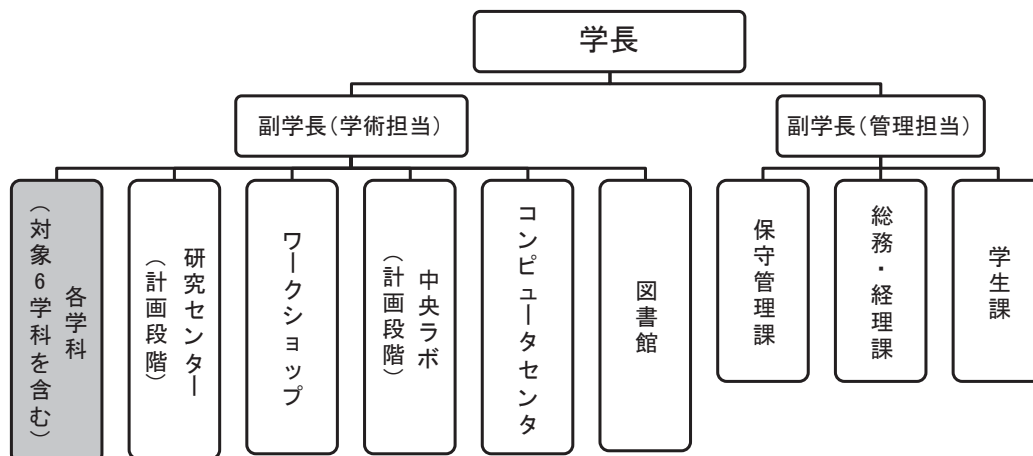 学長
副学長（学術担当）
副学長（管理担当）
各学科
（対象６学科を含む）
研究センター
（計画段階）
ワークショップ
中央ラボ
（計画段階）
コンピュータセンタ
図書館
保守管理課
総務・経理課
学生課